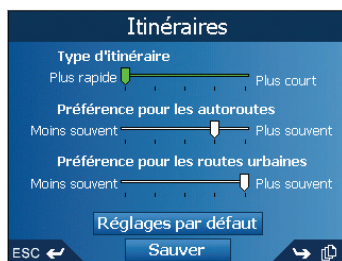 Itinéraires
Type d'itinéraire
Plus rapide Plus court
Préférence pour les autoroutes
Moins souvent Plus souvent
Préférence pour les routes urbaines
Moins souvent Plus souvent
Réglages par défaut
ESC Sauver